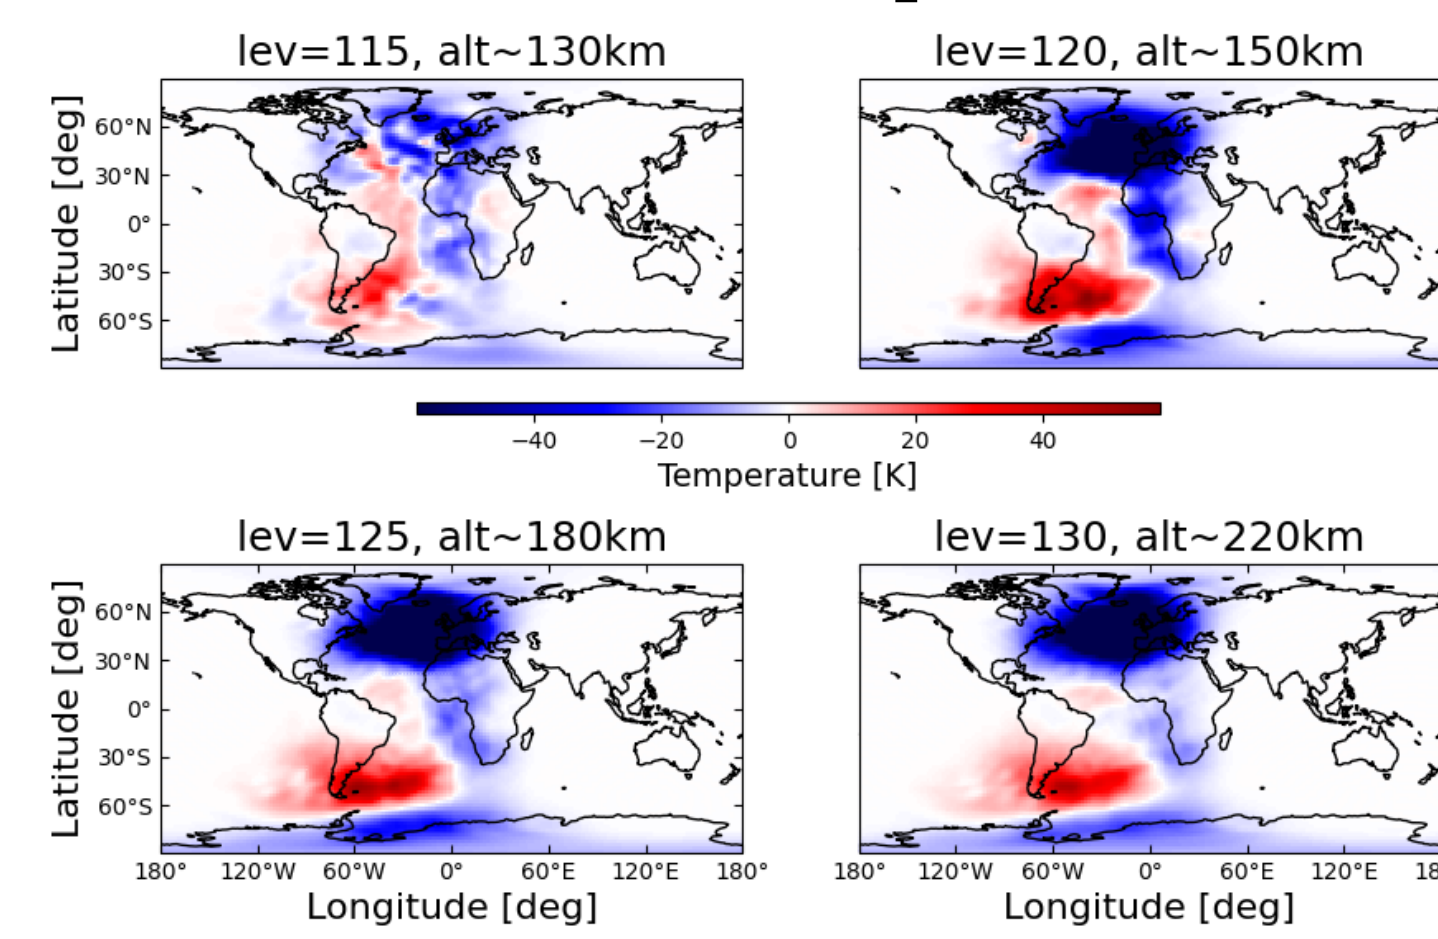 lev=115, alt~130km
lev=120, alt~150km
Latitude [deg]
60°N
30°N
0°
30°S
60°S
−40 −20 0 20 40
Temperature [K]
lev=125, alt~180km
lev=130, alt~220km
Latitude [deg]
60°N
30°N
0°
30°S
60°S
180° 120°W 60°W 0° 60°E 120°E 180°
180° 120°W 60°W 0° 60°E 120°E
Longitude [deg]
Longitude [deg]